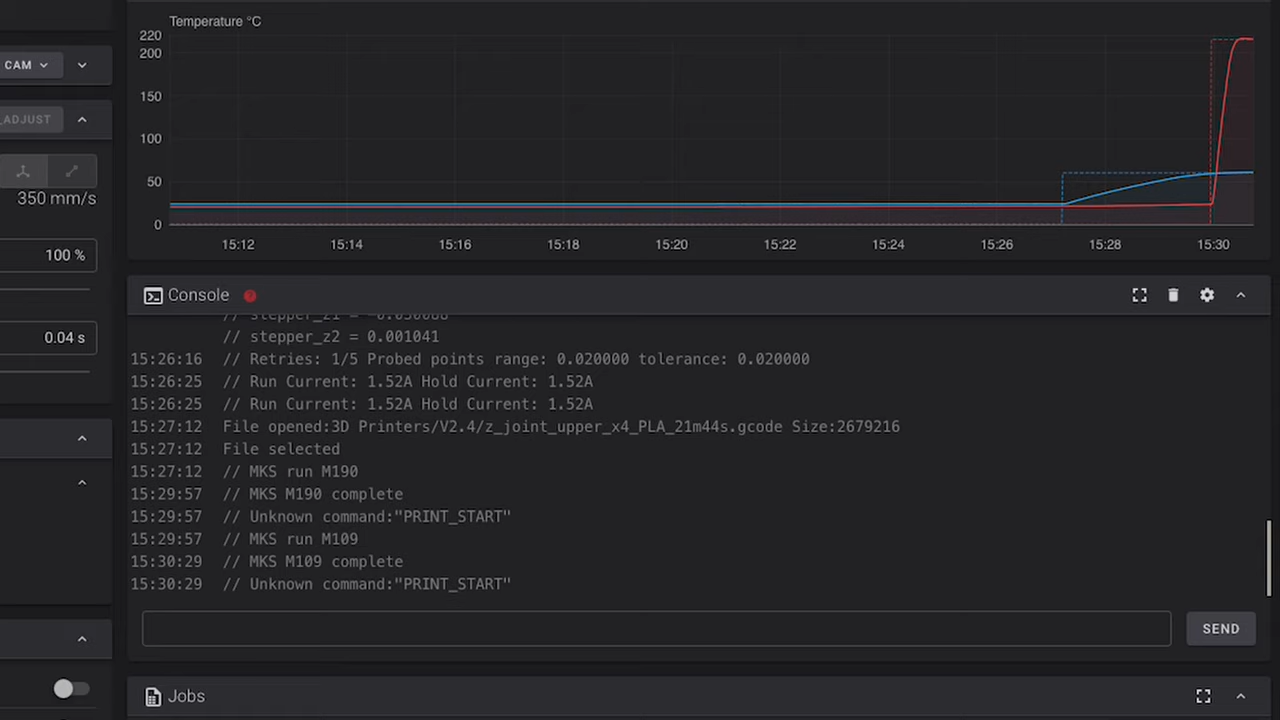 Temperature °C
220
200
150
100
50
0
15:12 15:14 15:16 15:18 15:20 15:22 15:24 15:26 15:28 15:30
CAM
_ADJUST
350 mm/s
100 %
0.04 s
Console
// stepper_z1 = -0.030088
// stepper_z2 = 0.001041
15:26:16 // Retries: 1/5 Probed points range: 0.020000 tolerance: 0.020000
15:26:25 // Run Current: 1.52A Hold Current: 1.52A
15:26:25 // Run Current: 1.52A Hold Current: 1.52A
15:27:12 File opened:3D Printers/V2.4/z_joint_upper_x4_PLA_21m44s.gcode Size:2679216
15:27:12 File selected
15:27:12 // MKS run M190
15:29:57 // MKS M190 complete
15:29:57 // Unknown command:"PRINT_START"
15:29:57 // MKS run M109
15:30:29 // MKS M109 complete
15:30:29 // Unknown command:"PRINT_START"
SEND
Jobs